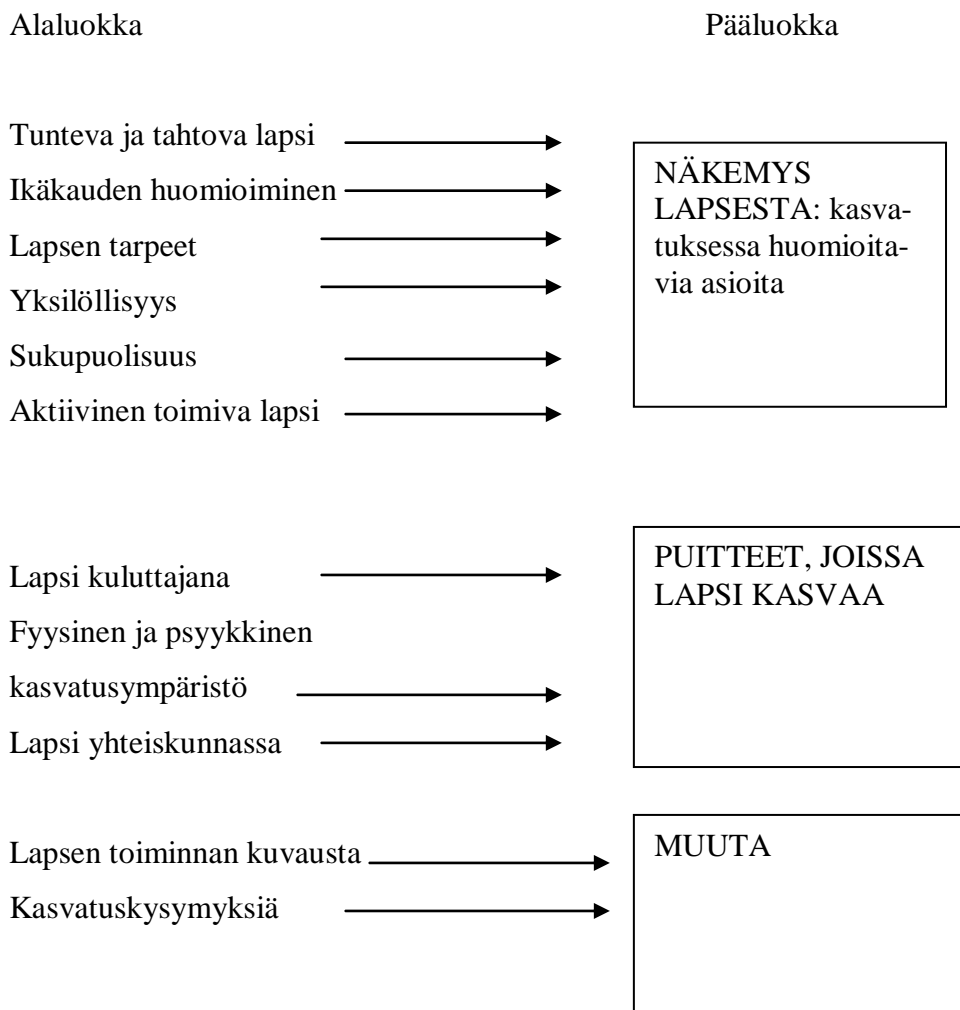 Alaluokka
Pääluokka
Tunteva ja tahtova lapsi
Ikäkauden huomioiminen
Lapsen tarpeet
Yksilöllisyys
Sukupuolisuus
Aktiivinen toimiva lapsi
NÄKEMYS
LAPSESTA: kasva-
tuksessa huomioita-
via asioita
Lapsi kuluttajana
Fyysinen ja psyykkinen
kasvatusympäristö
Lapsi yhteiskunnassa
PUITTEET, JOISSA
LAPSI KASVAA
Lapsen toiminnan kuvausta
Kasvatuskysymyksiä
MUUTA